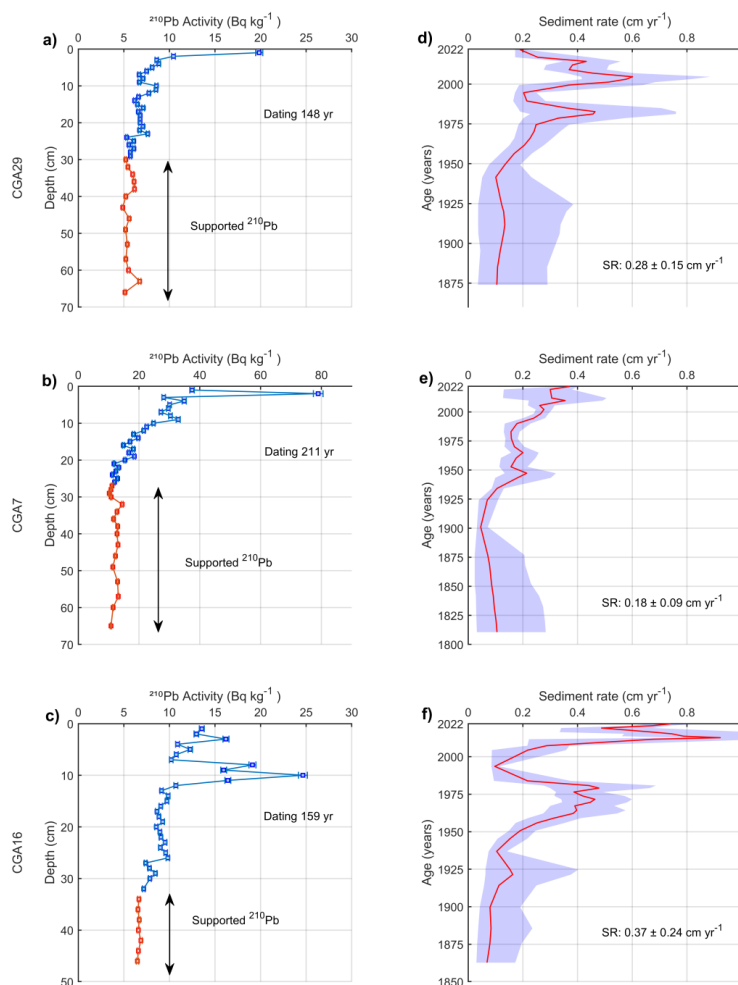 ²¹⁰Pb Activity (Bq kg⁻¹)
a)
0 5 10 15 20 25 30
0
10
20
30
40
50
60
70
Depth (cm)
CGA29
Dating 148 yr
Supported ²¹⁰Pb
Sediment rate (cm yr⁻¹)
d)
0 0.2 0.4 0.6 0.8
2022
2000
1975
1950
1925
1900
1875
Age (years)
SR: 0.28 ± 0.15 cm yr⁻¹
²¹⁰Pb Activity (Bq kg⁻¹)
b)
0 20 40 60 80
0
10
20
30
40
50
60
70
Depth (cm)
CGA7
Dating 211 yr
Supported ²¹⁰Pb
Sediment rate (cm yr⁻¹)
e)
0 0.2 0.4 0.6 0.8
2022
2000
1975
1950
1925
1900
1875
1850
1825
1800
Age (years)
SR: 0.18 ± 0.09 cm yr⁻¹
²¹⁰Pb Activity (Bq kg⁻¹)
c)
0 5 10 15 20 25 30
0
10
20
30
40
50
Depth (cm)
CGA16
Dating 159 yr
Supported ²¹⁰Pb
Sediment rate (cm yr⁻¹)
f)
0 0.2 0.4 0.6 0.8
2022
2000
1975
1950
1925
1900
1875
1850
Age (years)
SR: 0.37 ± 0.24 cm yr⁻¹